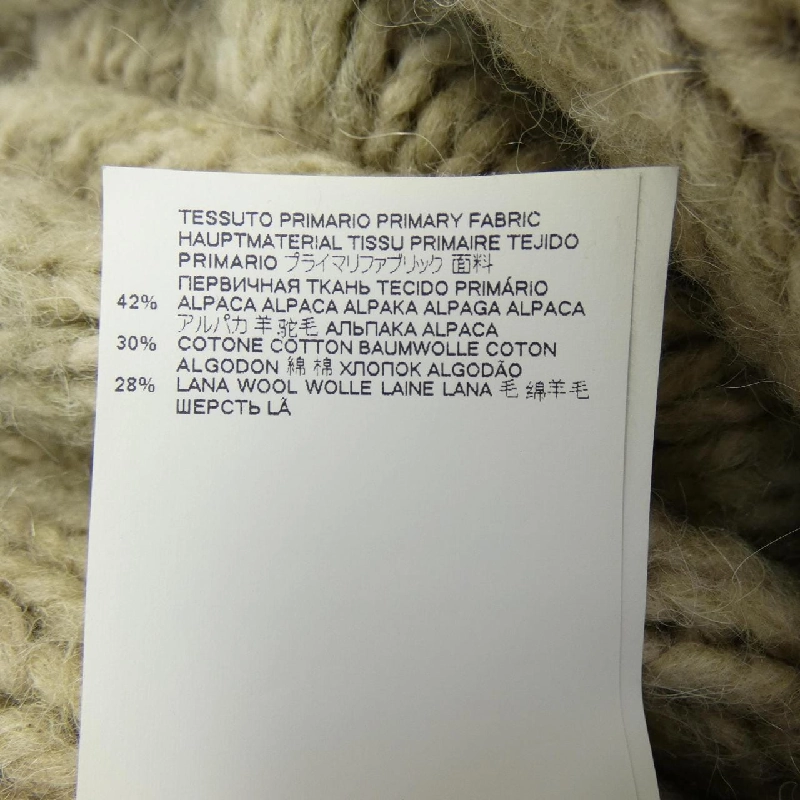 TESSUTO PRIMARIO PRIMARY FABRIC
HAUPTMATERIAL TISSU PRIMAIRE TEJIDO
PRIMARIO プライマリファブリック 面料
ПЕРВИЧНАЯ ТКАНЬ TECIDO PRIMÁRIO
42% ALPACA ALPACA ALPAKA ALPAGA ALPACA
アルパカ 羊驼毛 АЛЬПАКА ALPACA
30% COTONE COTTON BAUMWOLLE COTON
ALGODON 綿 棉 ХЛОПОК ALGODÃO
28% LANA WOOL WOLLE LAINE LANA 毛 绵羊毛
ШЕРСТЬ LÃ